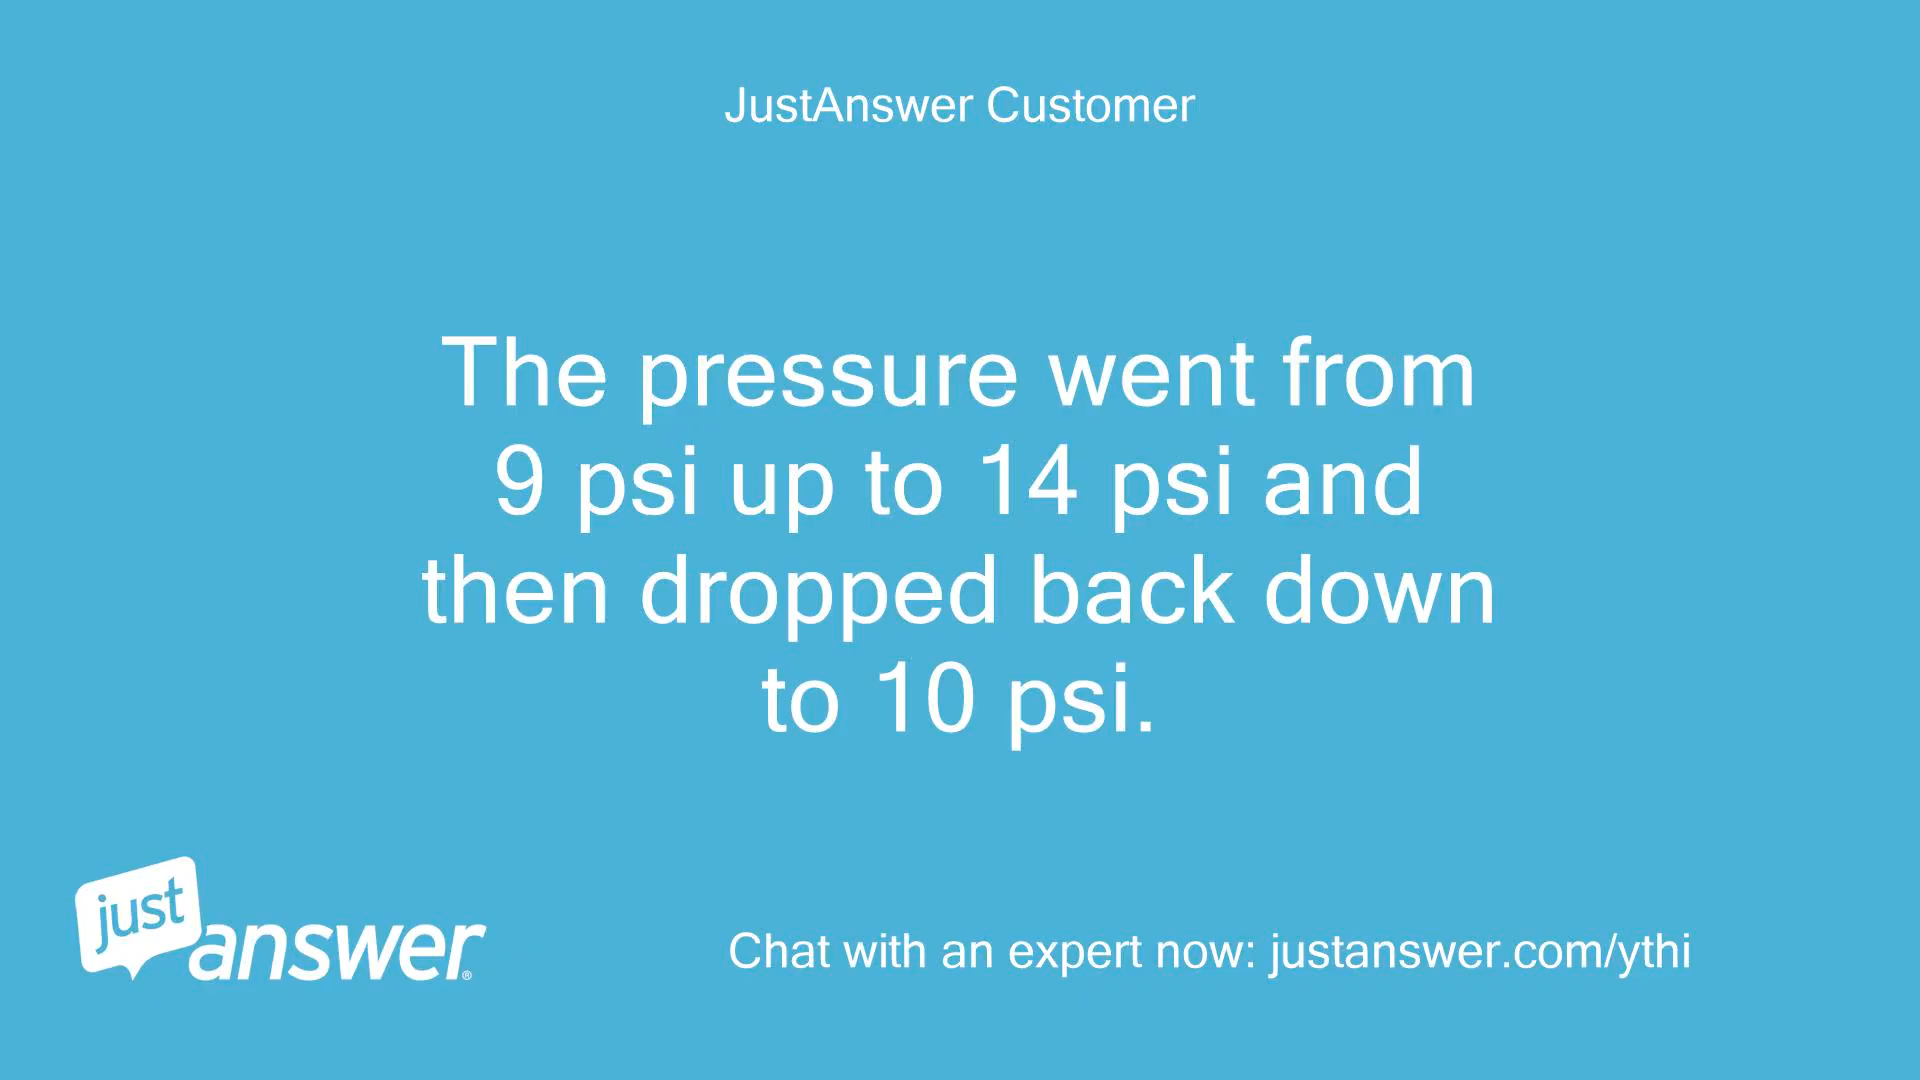 JustAnswer Customer
The pressure went from
9 psi up to 14 psi and
then dropped back down
to 10 psi.
just
answer®
Chat with an expert now: justanswer.com/ythi